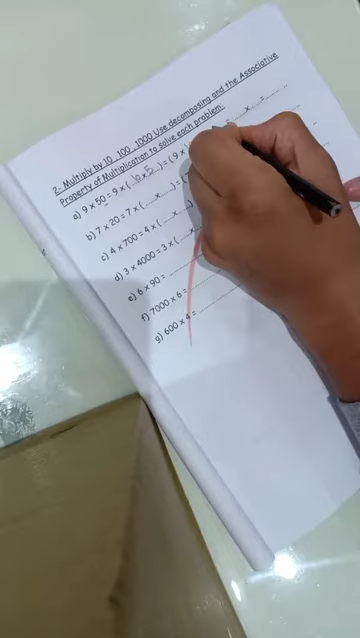 2- Multiply by 10, 100, 1000 Use decomposing and the Associative
Property of Multiplication to solve each problem:
a) 9 x 50 = 9 x ( 10 x 5 ) = ( 9 x ..... x ..... = .....
b) 7 x 20 = 7 x ( ..... x ..... ) = ( 7
c) 4 x 700 = 4 x ( ..... x ..... )
d) 3 x 4000 = 3 x ( ..... x
e) 6 x 90 = .....
f) 7000 x 6 = .....
g) 600 x 4 = .....